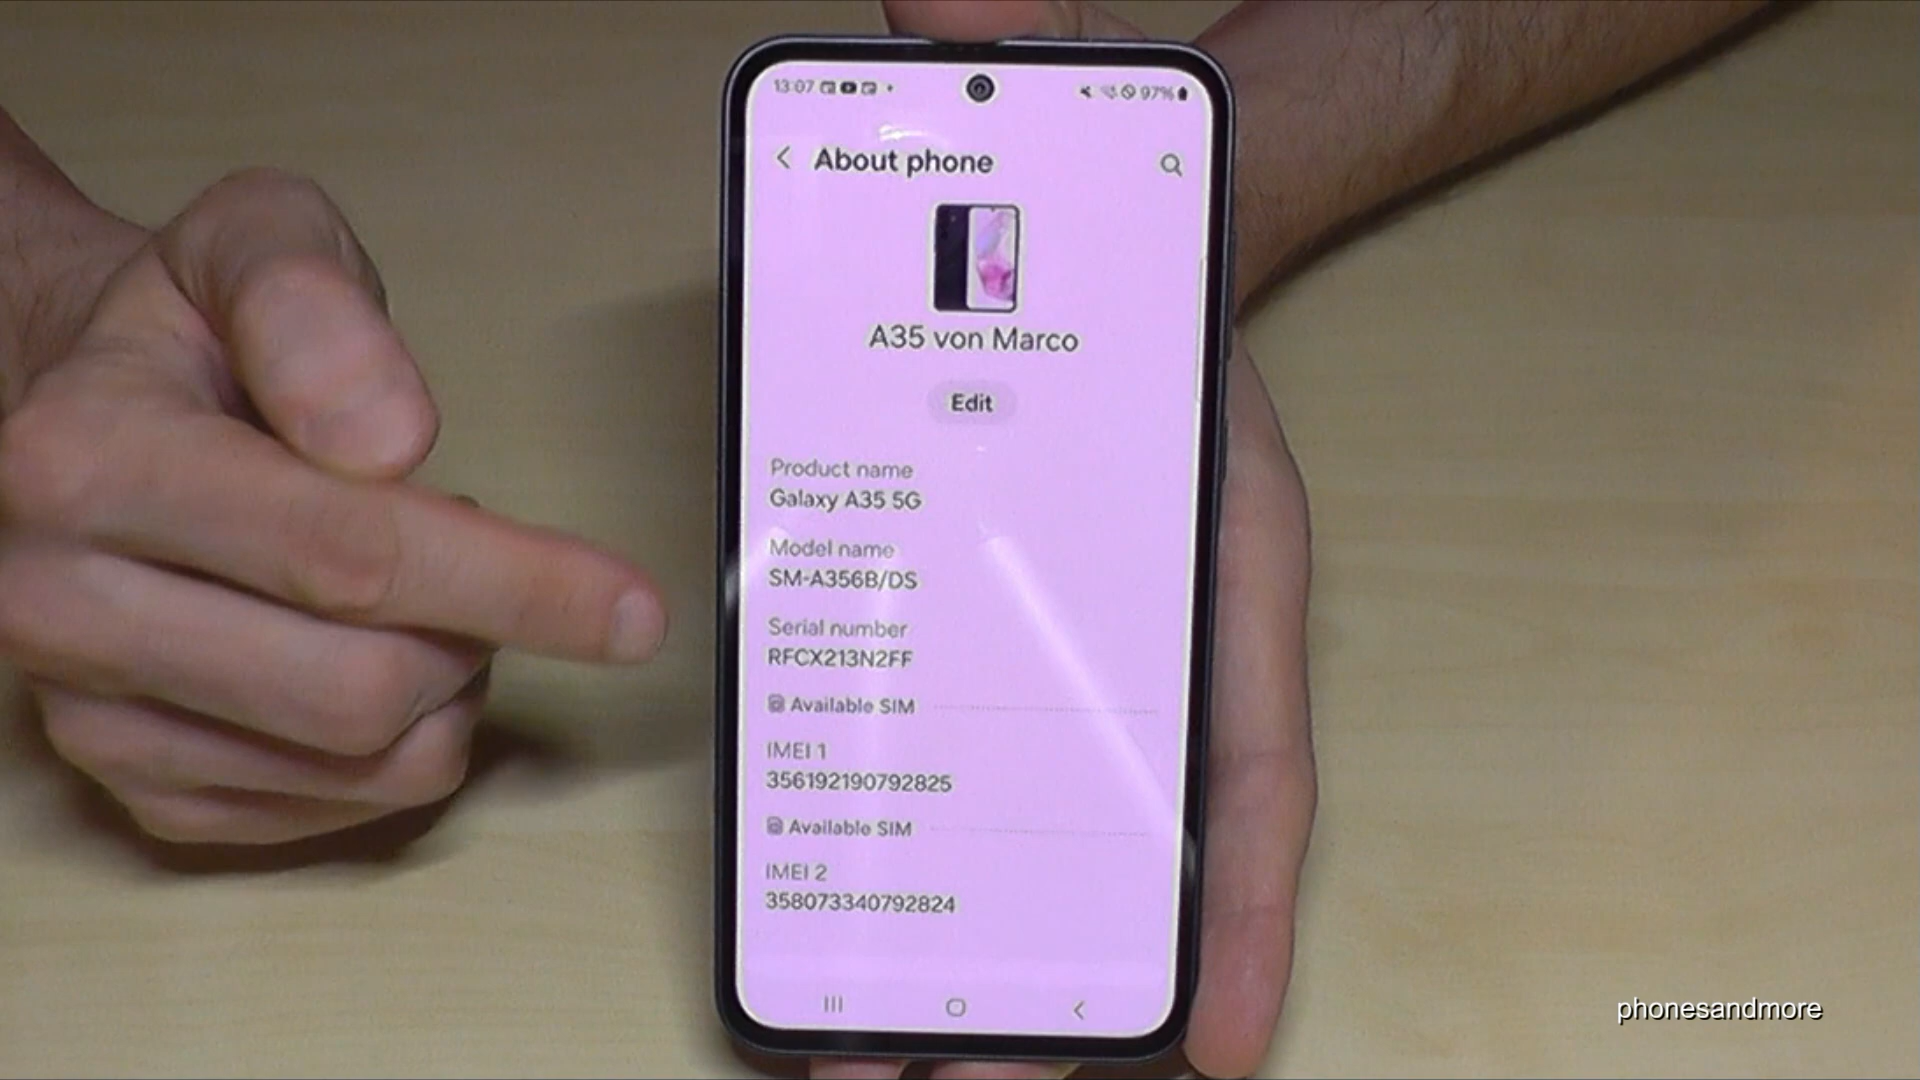 13:07 97%
About phone
A35 von Marco
Edit
Product name
Galaxy A35 5G
Model name
SM-A356B/DS
Serial number
RFCX213N2FF
Available SIM
IMEI 1
356192190792825
Available SIM
IMEI 2
358073340792824
phonesandmore